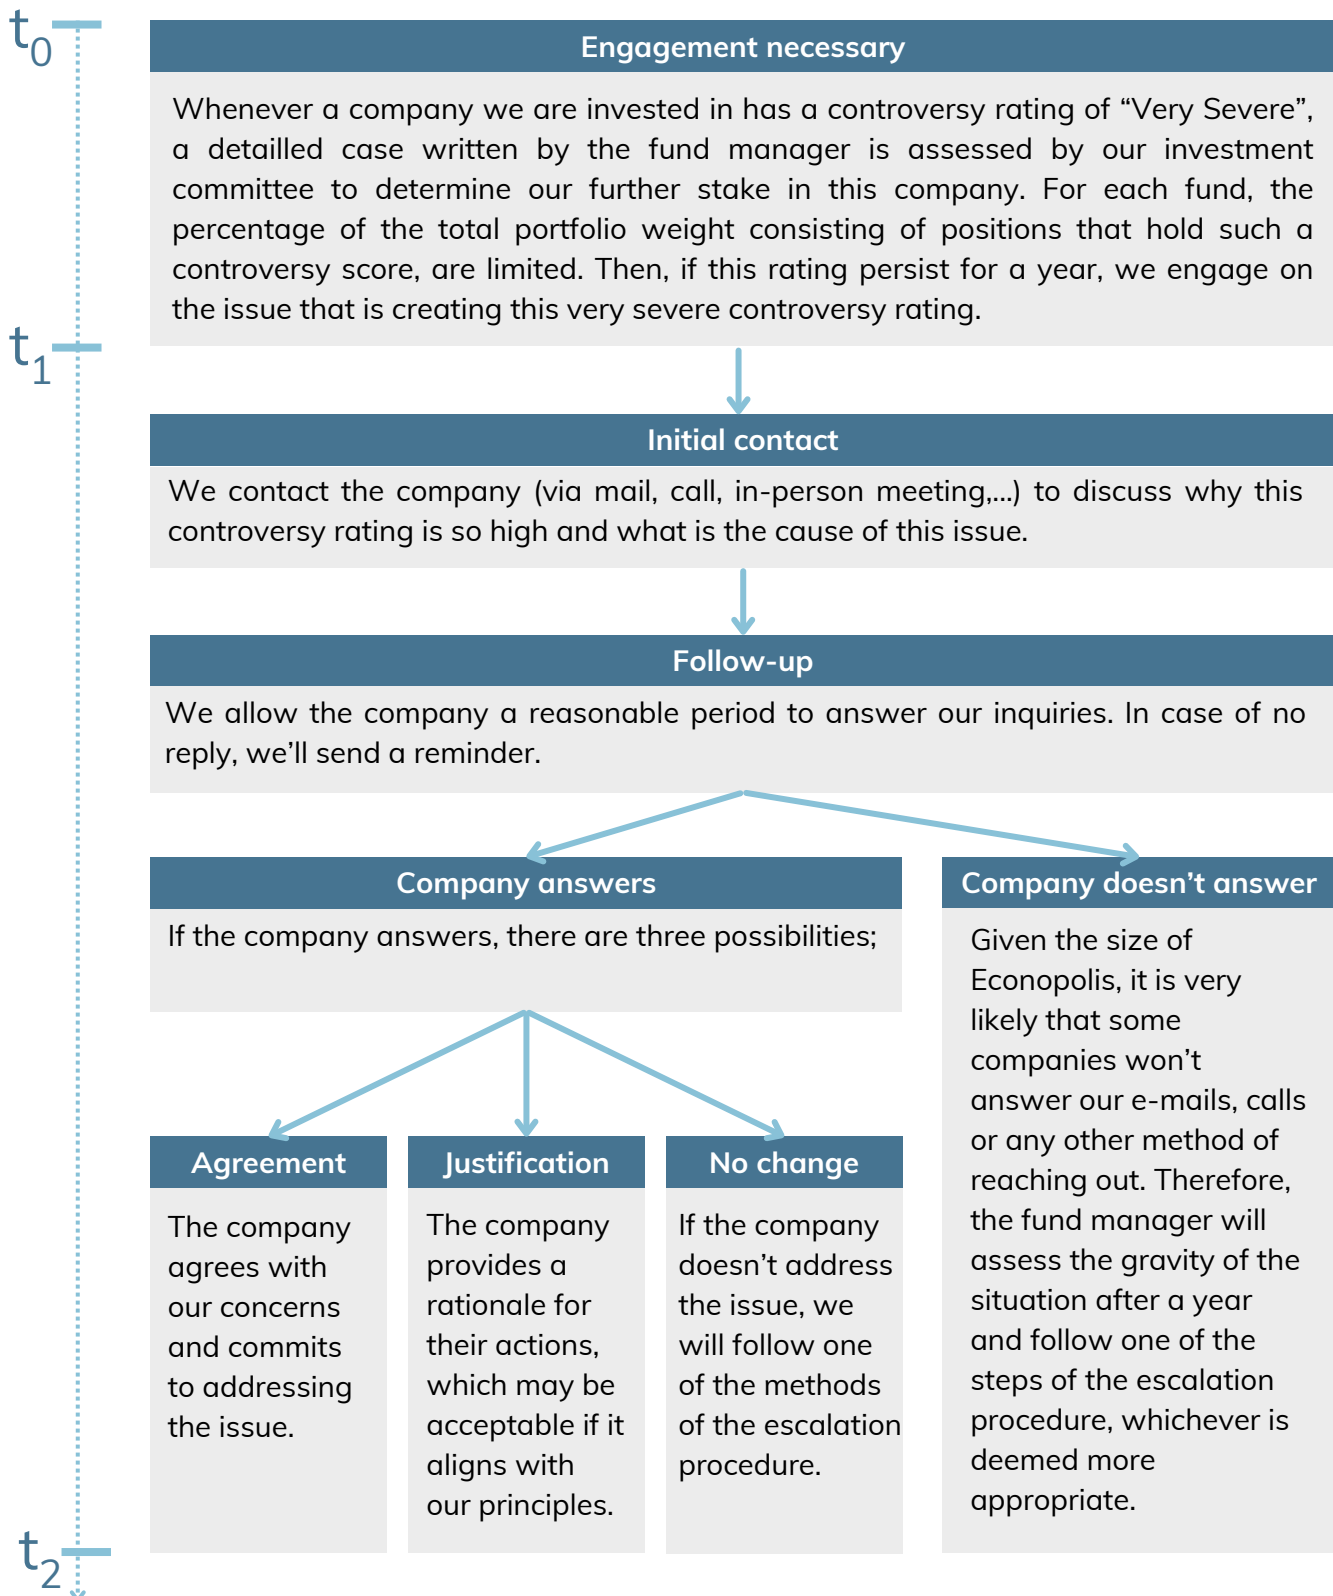 t0
Engagement necessary
Whenever a company we are invested in has a controversy rating of “Very Severe”,
a detailled case written by the fund manager is assessed by our investment
committee to determine our further stake in this company. For each fund, the
percentage of the total portfolio weight consisting of positions that hold such a
controversy score, are limited. Then, if this rating persist for a year, we engage on
the issue that is creating this very severe controversy rating.
t1
Initial contact
We contact the company (via mail, call, in-person meeting,...) to discuss why this
controversy rating is so high and what is the cause of this issue.
Follow-up
We allow the company a reasonable period to answer our inquiries. In case of no
reply, we’ll send a reminder.
Company answers
If the company answers, there are three possibilities;
Agreement
The company
agrees with
our concerns
and commits
to addressing
the issue.
Justification
The company
provides a
rationale for
their actions,
which may be
acceptable if it
aligns with
our principles.
No change
If the company
doesn’t address
the issue, we
will follow one
of the methods
of the escalation
procedure.
Company doesn’t answer
Given the size of
Econopolis, it is very
likely that some
companies won’t
answer our e-mails, calls
or any other method of
reaching out. Therefore,
the fund manager will
assess the gravity of the
situation after a year
and follow one of the
steps of the escalation
procedure, whichever is
deemed more
appropriate.
t2